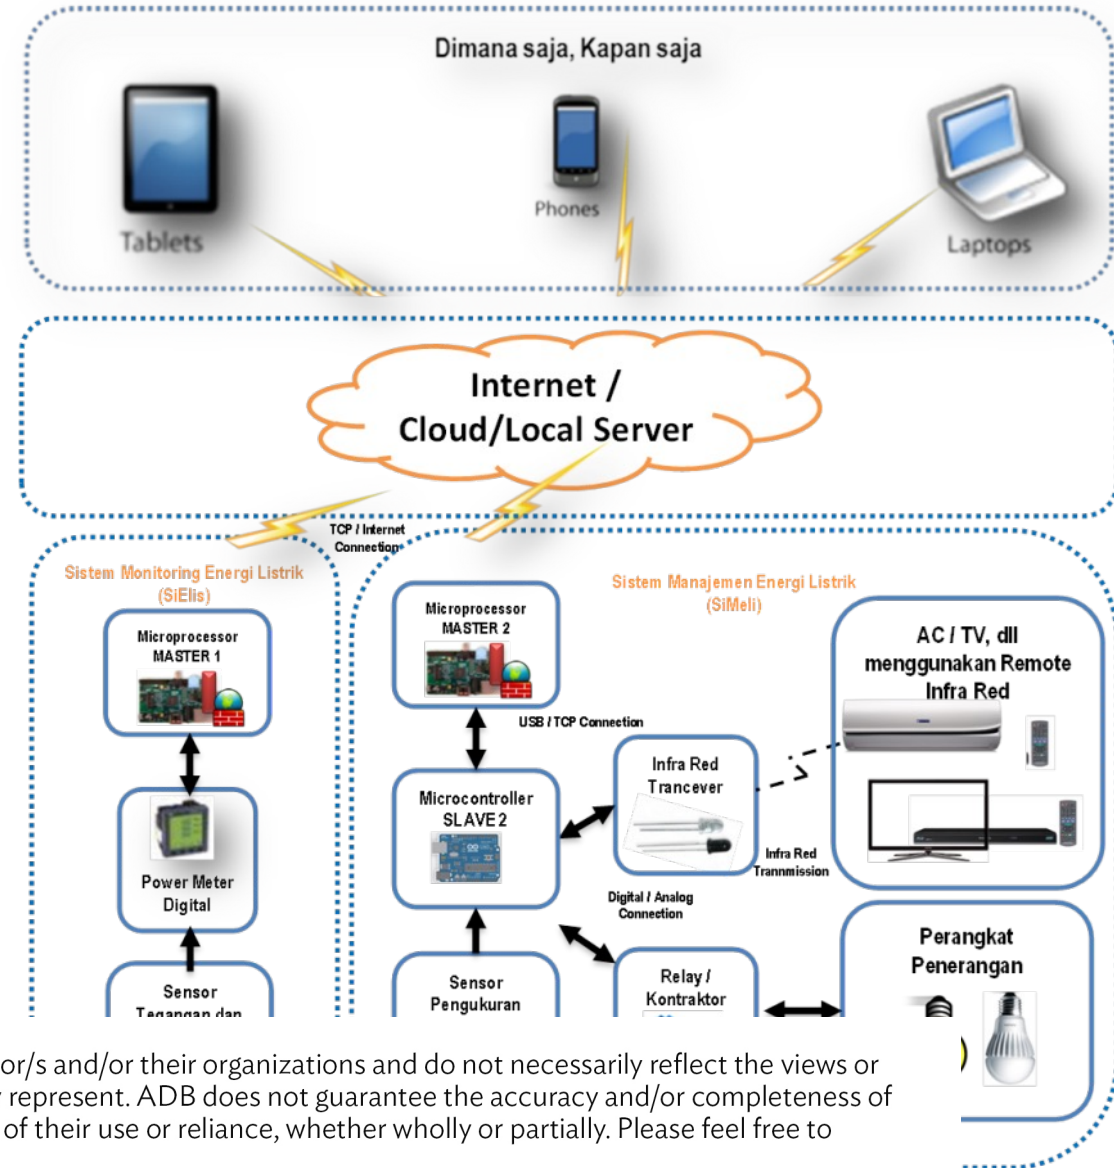 Dimana saja, Kapan saja
Tablets
Phones
Laptops
Internet /
Cloud/Local Server
TCP / Internet
Connection
Sistem Monitoring Energi Listrik
(SiElis)
Microprocessor
MASTER 1
Power Meter
Digital
Sensor
Tegangan dan
Sistem Manajemen Energi Listrik
(SiMeli)
Microprocessor
MASTER 2
USB / TCP Connection
Microcontroller
SLAVE 2
Infra Red
Trancever
Infra Red
Trannmission
Digital / Analog
Connection
Sensor
Pengukuran
Relay /
Kontraktor
AC / TV, dll
menggunakan Remote
Infra Red
Perangkat
Penerangan
or/s and/or their organizations and do not necessarily reflect the views or
represent. ADB does not guarantee the accuracy and/or completeness of
of their use or reliance, whether wholly or partially. Please feel free to